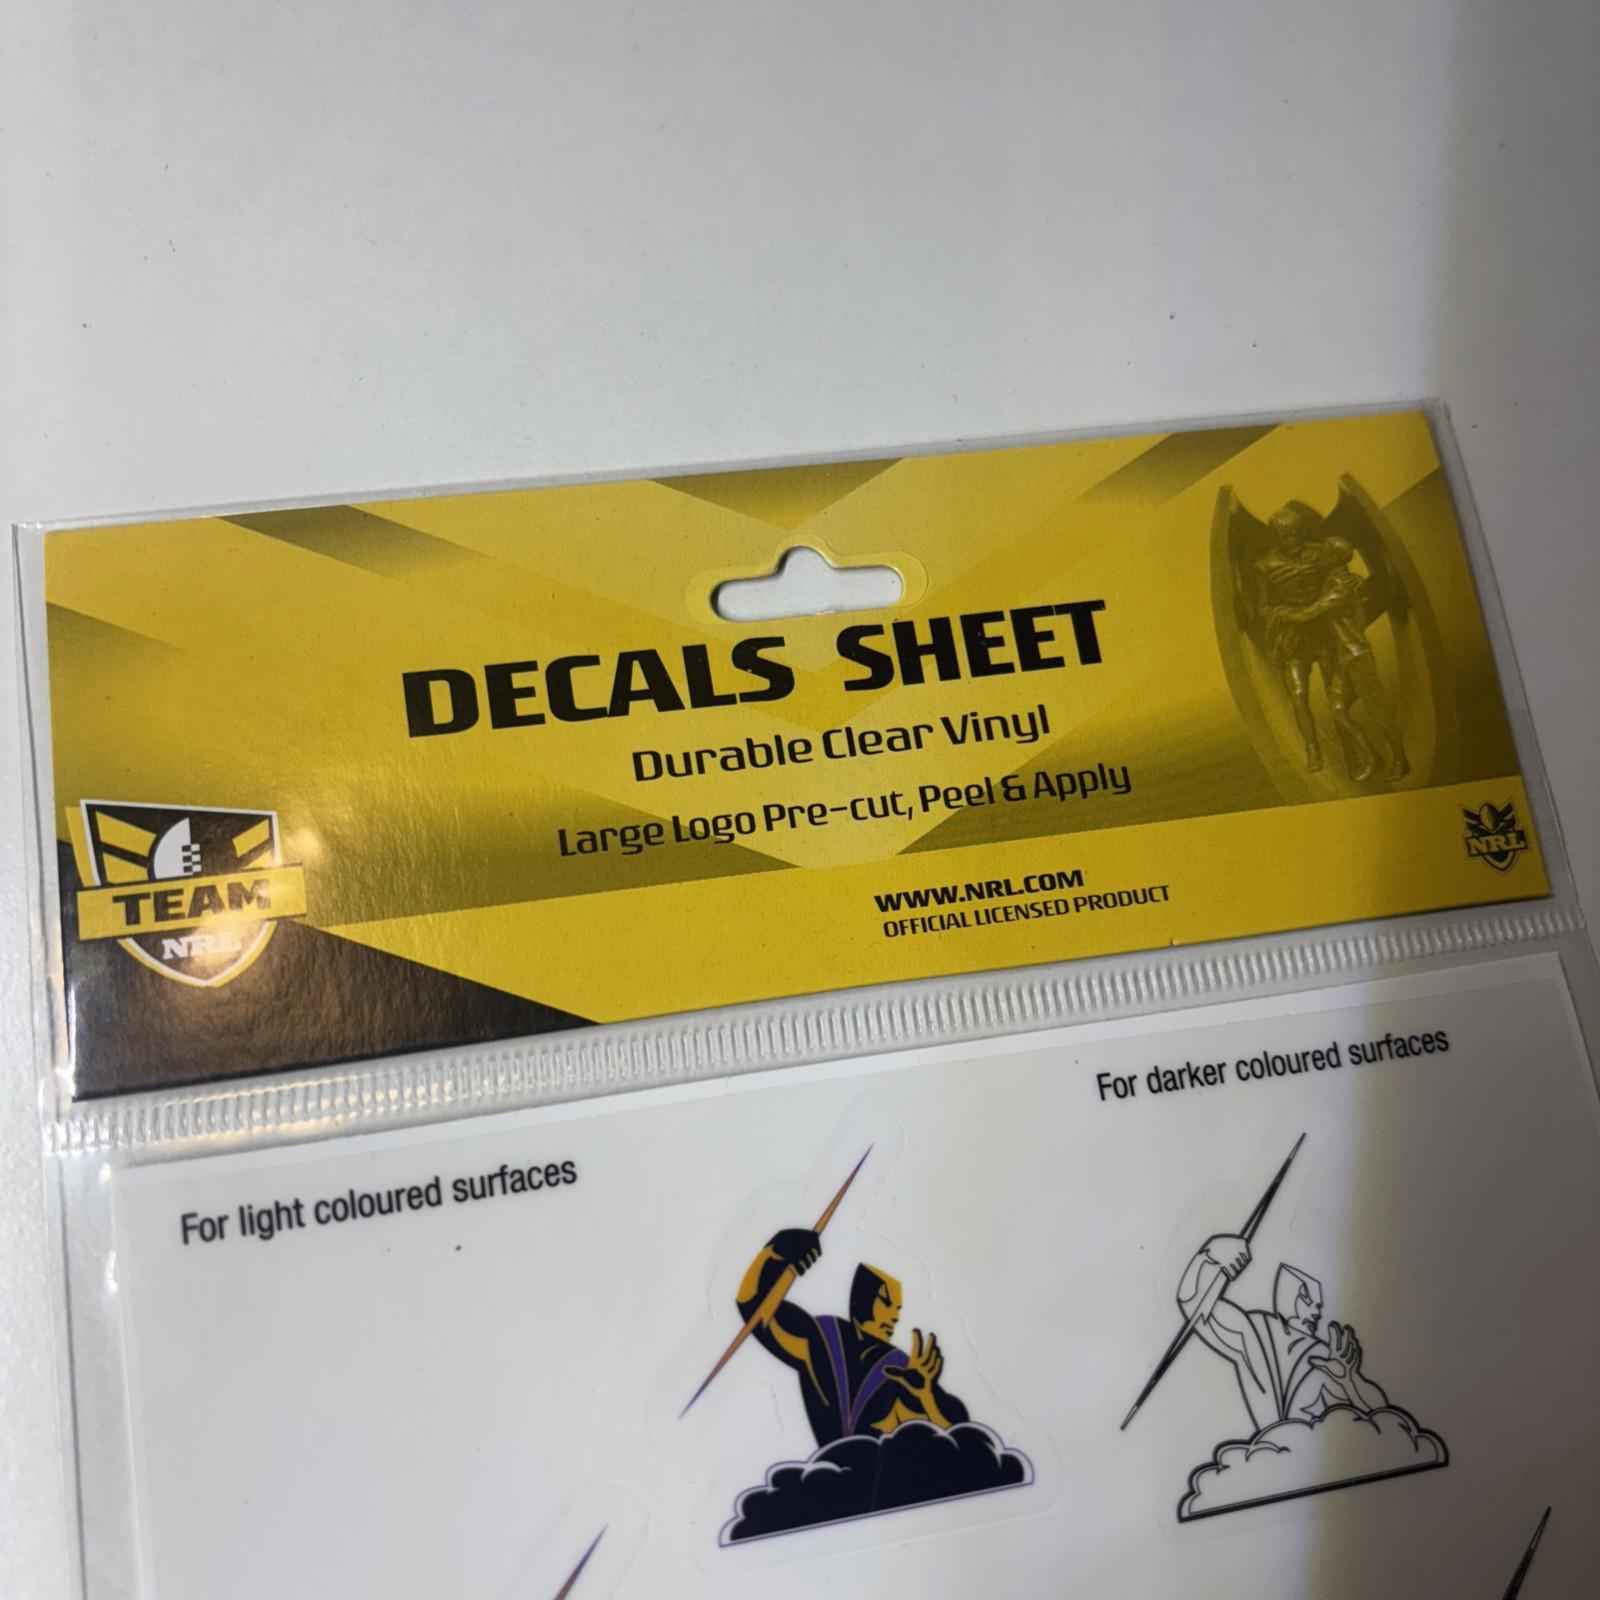 DECALS SHEET
Durable Clear Vinyl
Large Logo Pre-cut, Peel & Apply
WWW.NRL.COM
OFFICIAL LICENSED PRODUCT
NRL
TEAM
NRL
For light coloured surfaces
For darker coloured surfaces